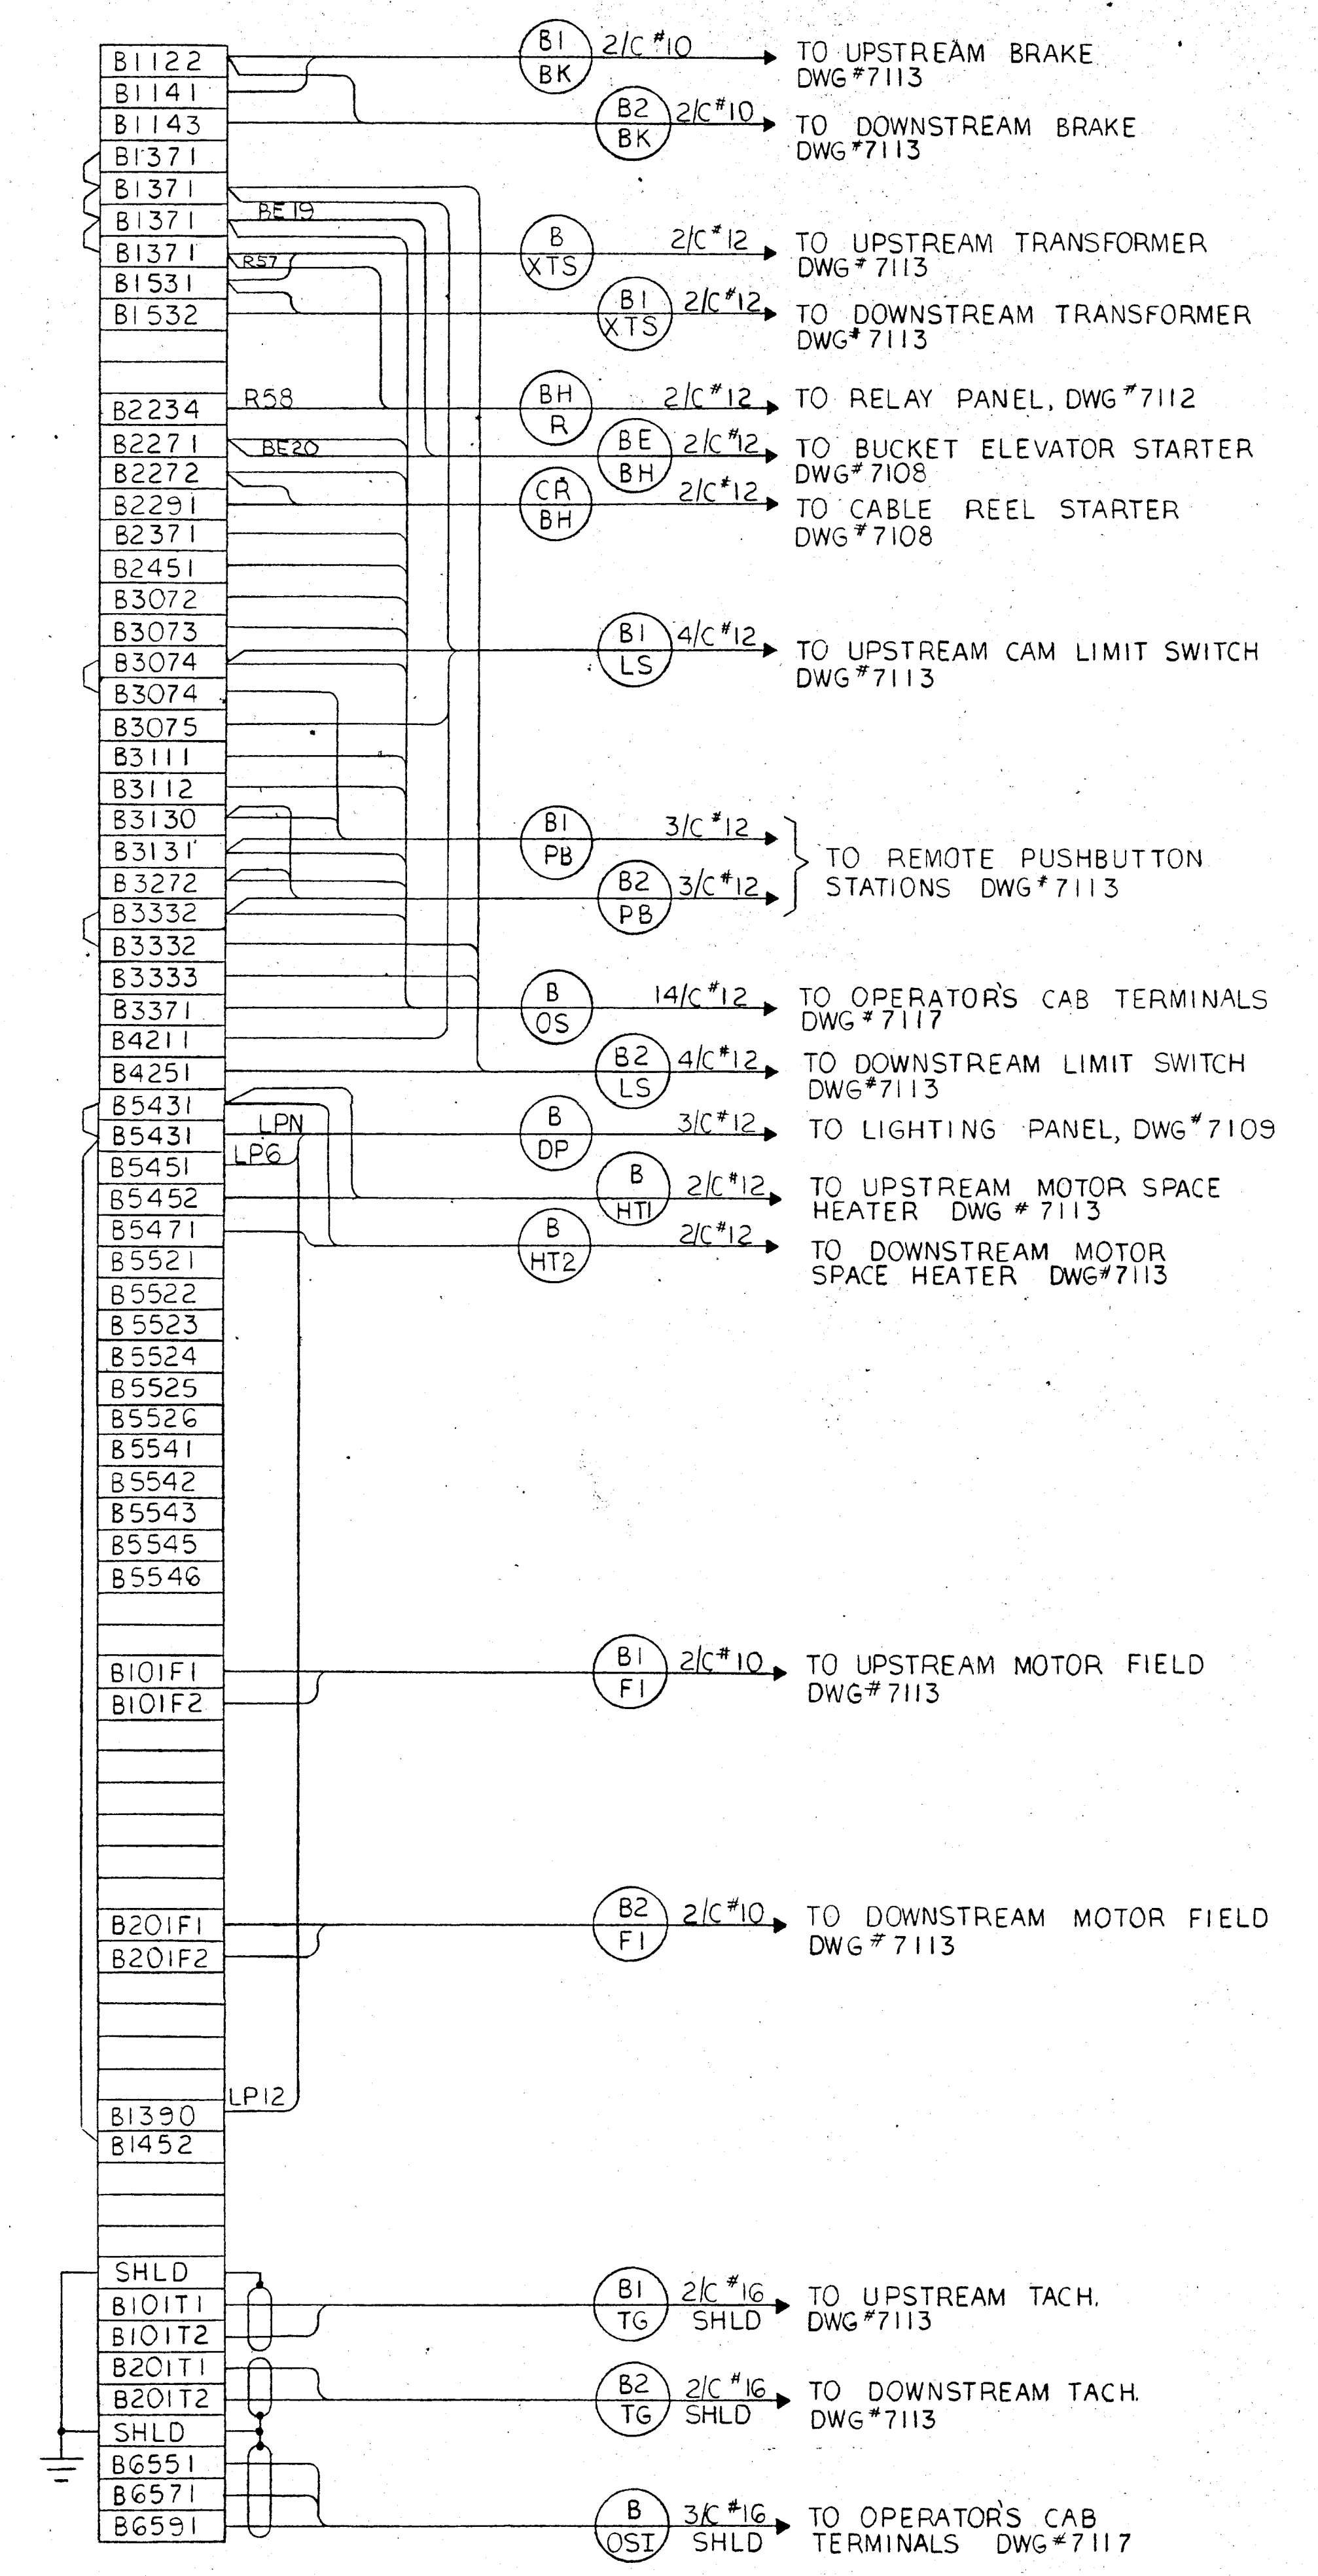 B1122
B1141
B1143
B1371
B1371
B1371
B1371
B1531
B1532
B2234
B2271
B2272
B2291
B2371
B2451
B3072
B3073
B3074
B3074
B3075
B3111
B3112
B3130
B3131
B3272
B3332
B3332
B3333
B3371
B4211
B4251
B5431
B5431
B5451
B5452
B5471
B5521
B5522
B5523
B5524
B5525
B5526
B5541
B5542
B5543
B5545
B5546
B101F1
B101F2
B201F1
B201F2
B1390
B1452
SHLD
B101T1
B101T2
B201T1
B201T2
SHLD
B6551
B6571
B6591
BE19
R57
R58
BE20
LPN
LP6
LP12
B1
BK
2/C #10
TO UPSTREAM BRAKE
DWG #7113
B2
BK
2/C #10
TO DOWNSTREAM BRAKE
DWG #7113
B
XTS
2/C #12
TO UPSTREAM TRANSFORMER
DWG # 7113
B1
XTS
2/C #12
TO DOWNSTREAM TRANSFORMER
DWG # 7113
BH
R
2/C #12
TO RELAY PANEL, DWG #7112
BE
BH
2/C #12
TO BUCKET ELEVATOR STARTER
DWG # 7108
CR
BH
2/C #12
TO CABLE REEL STARTER
DWG #7108
B1
LS
4/C #12
TO UPSTREAM CAM LIMIT SWITCH
DWG #7113
B1
PB
3/C #12
B2
PB
3/C #12
TO REMOTE PUSHBUTTON
STATIONS DWG #7113
B
OS
14/C #12
TO OPERATOR'S CAB TERMINALS
DWG #7117
B2
LS
4/C #12
TO DOWNSTREAM LIMIT SWITCH
DWG #7113
B
DP
3/C #12
TO LIGHTING PANEL, DWG #7109
B
HT1
2/C #12
TO UPSTREAM MOTOR SPACE
HEATER DWG # 7113
B
HT2
2/C #12
TO DOWNSTREAM MOTOR
SPACE HEATER DWG #7113
B1
F1
2/C #10
TO UPSTREAM MOTOR FIELD
DWG # 7113
B2
F1
2/C #10
TO DOWNSTREAM MOTOR FIELD
DWG # 7113
B1
TG
2/C #16
SHLD
TO UPSTREAM TACH.
DWG #7113
B2
TG
2/C #16
SHLD
TO DOWNSTREAM TACH.
DWG #7113
B
OS1
3/C #16
SHLD
TO OPERATOR'S CAB
TERMINALS DWG #7117